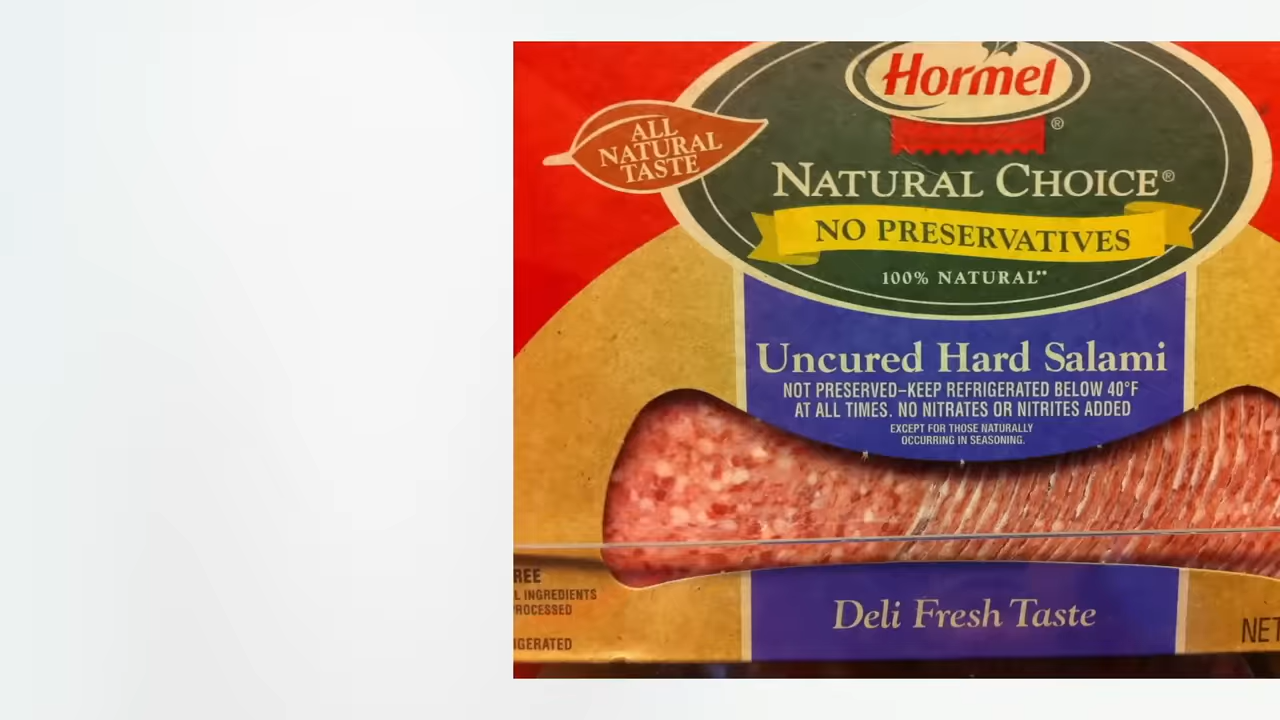 Hormel
®
ALL
NATURAL
TASTE
NATURAL CHOICE®
NO PRESERVATIVES
100% NATURAL**
Uncured Hard Salami
NOT PRESERVED–KEEP REFRIGERATED BELOW 40°F
AT ALL TIMES. NO NITRATES OR NITRITES ADDED
EXCEPT FOR THOSE NATURALLY
OCCURRING IN SEASONING.
REE
L INGREDIENTS
PROCESSED
IGERATED
Deli Fresh Taste
NET